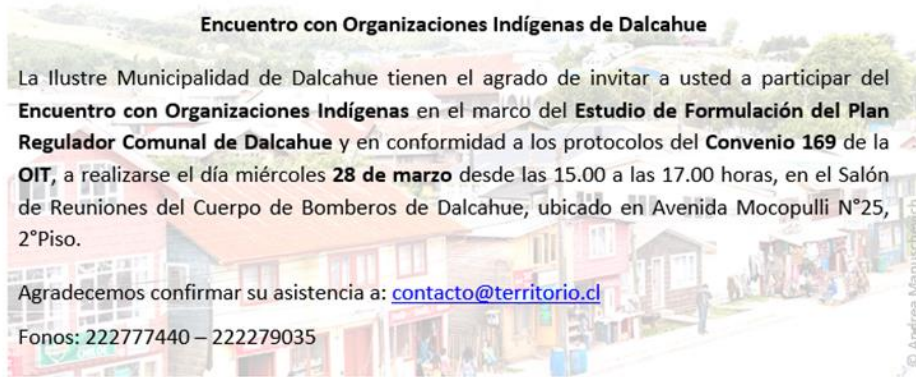 Encuentro con Organizaciones Indígenas de Dalcahue
La Ilustre Municipalidad de Dalcahue tienen el agrado de invitar a usted a participar del
Encuentro con Organizaciones Indígenas en el marco del Estudio de Formulación del Plan
Regulador Comunal de Dalcahue y en conformidad a los protocolos del Convenio 169 de la
OIT, a realizarse el día miércoles 28 de marzo desde las 15.00 a las 17.00 horas, en el Salón
de Reuniones del Cuerpo de Bomberos de Dalcahue, ubicado en Avenida Mocopulli N°25,
2°Piso.
Agradecemos confirmar su asistencia a: contacto@territorio.cl
Fonos: 222777440 – 222279035
© Andrea